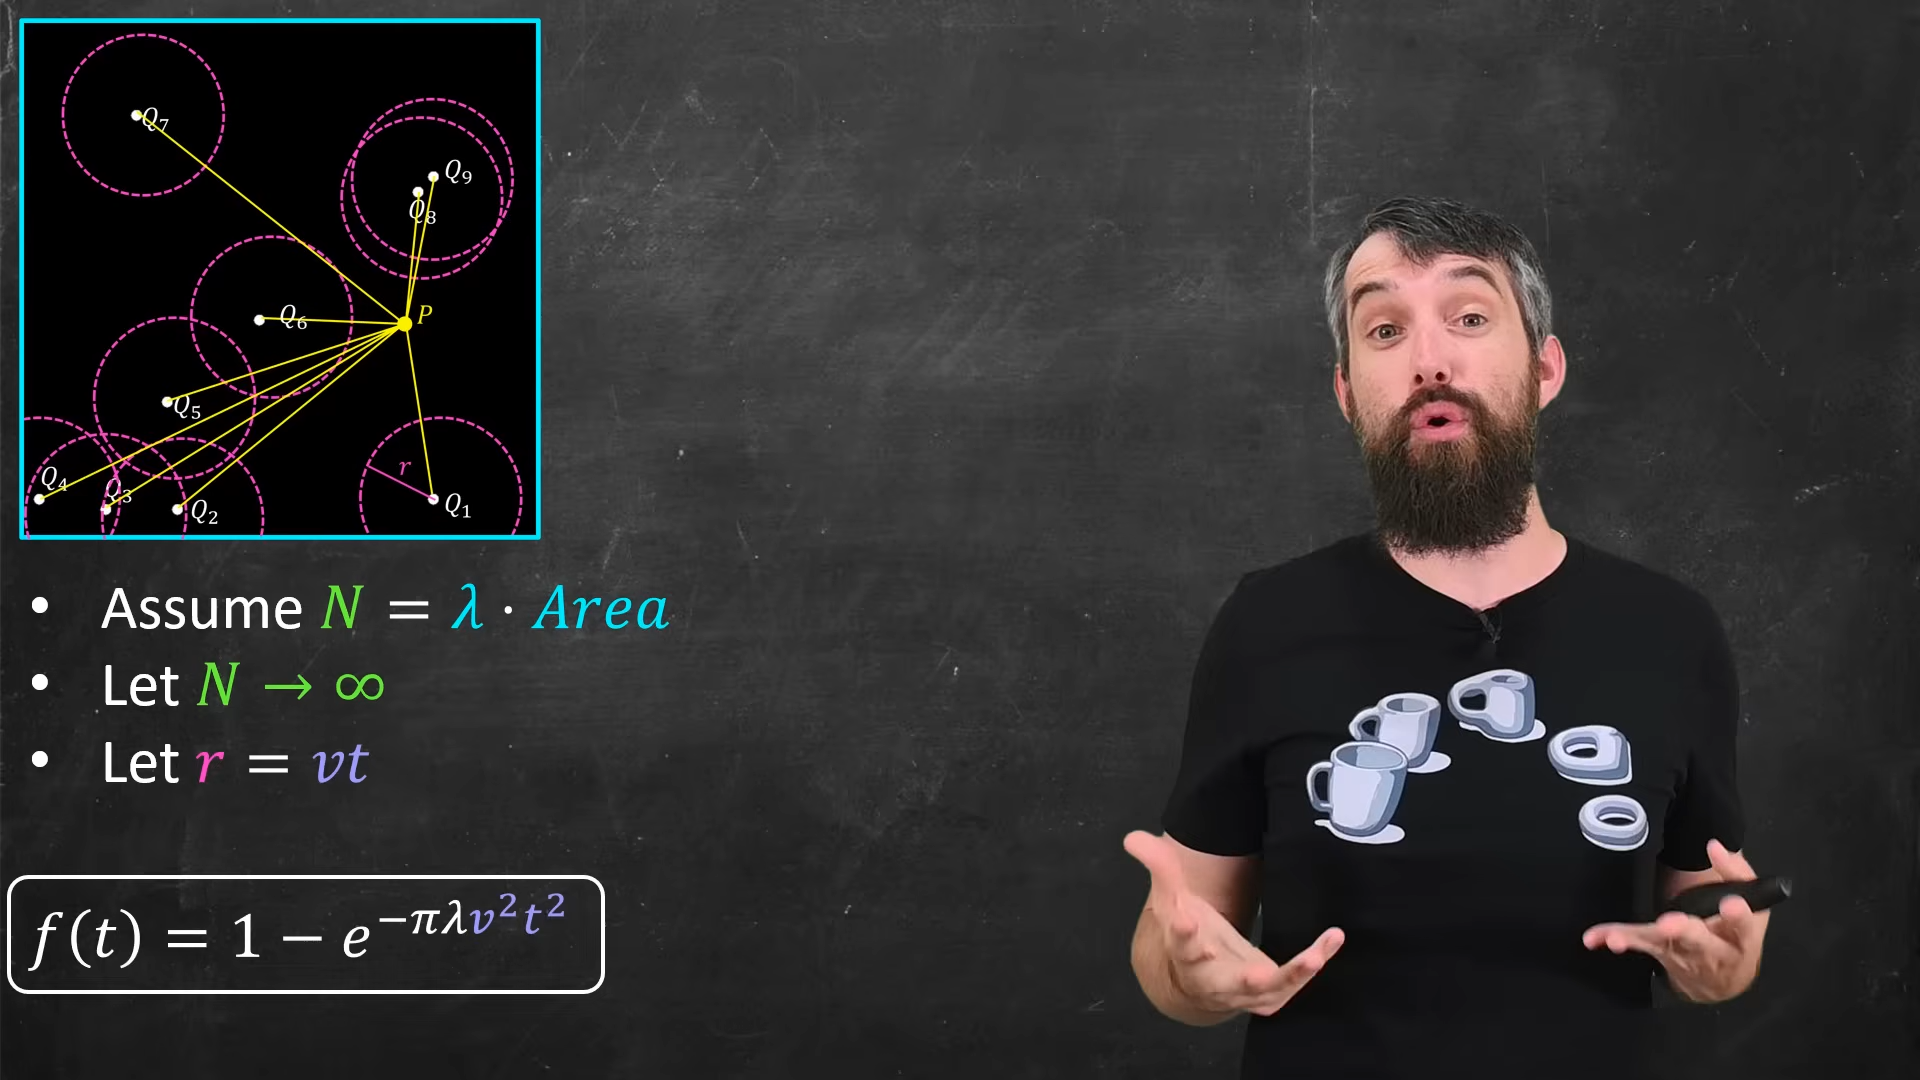 Q₇
Q₉
Q₈
P
Q₆
Q₅
r
Q₄
Q₃
Q₂
Q₁
• Assume N = λ · Area
• Let N → ∞
• Let r = vt
f(t) = 1 − e^{−πλv²t²}